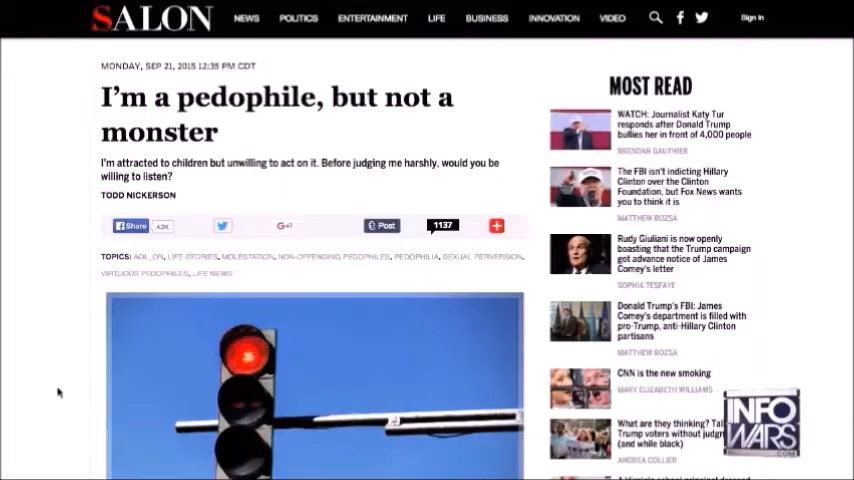 SALON
NEWS POLITICS ENTERTAINMENT LIFE BUSINESS INNOVATION VIDEO Sign In
MONDAY, SEP 21, 2015 12:35 PM CDT
I'm a pedophile, but not a
monster
I'm attracted to children but unwilling to act on it. Before judging me harshly, would you be
willing to listen?
TODD NICKERSON
Share 42K G+1 Post 1137
TOPICS: AOL_ON, LIFE STORIES, MOLESTATION, NON-OFFENDING PEDOPHILES, PEDOPHILIA, SEXUAL PERVERSION,
VIRTUOUS PEDOPHILES, LIFE NEWS
MOST READ
WATCH: Journalist Katy Tur
responds after Donald Trump
bullies her in front of 4,000 people
BRENDAN GAUTHIER
The FBI isn't indicting Hillary
Clinton over the Clinton
Foundation, but Fox News wants
you to think it is
MATTHEW ROZSA
Rudy Giuliani is now openly
boasting that the Trump campaign
got advance notice of James
Comey's letter
SOPHIA TESFAYE
Donald Trump's FBI: James
Comey's department is filled with
pro-Trump, anti-Hillary Clinton
partisans
MATTHEW ROZSA
CNN is the new smoking
MARY ELIZABETH WILLIAMS
What are they thinking?
Trump voters without
(and while black)
ANDREA COLLIER
INFO
WARS
.COM